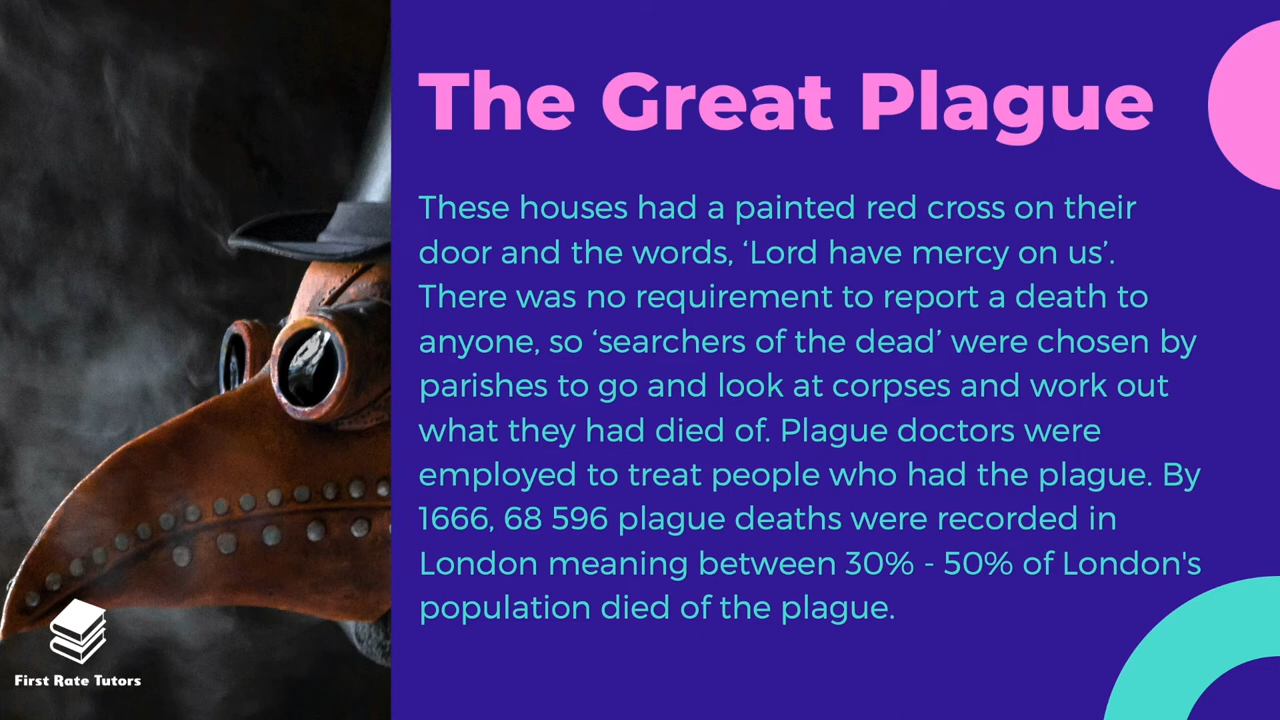 The Great Plague
These houses had a painted red cross on their
door and the words, ‘Lord have mercy on us’.
There was no requirement to report a death to
anyone, so ‘searchers of the dead’ were chosen by
parishes to go and look at corpses and work out
what they had died of. Plague doctors were
employed to treat people who had the plague. By
1666, 68 596 plague deaths were recorded in
London meaning between 30% - 50% of London's
population died of the plague.
First Rate Tutors